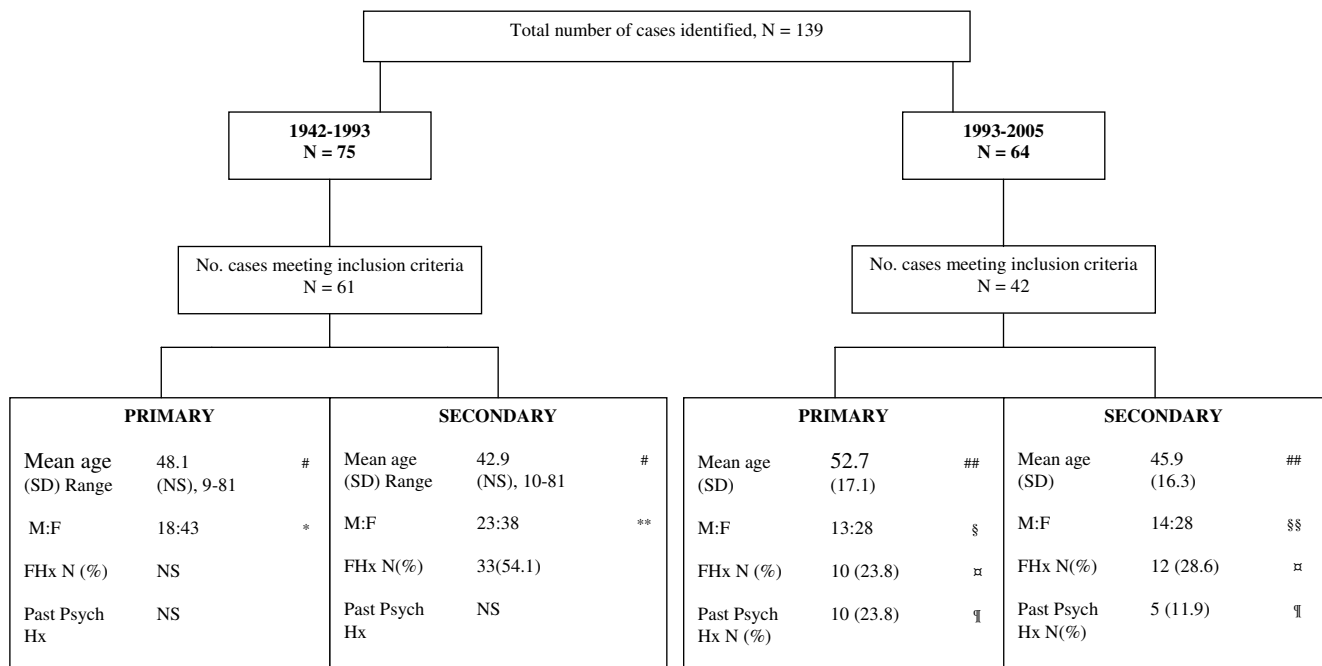 Total number of cases identified, N = 139
1942-1993
N = 75
1993-2005
N = 64
No. cases meeting inclusion criteria
N = 61
No. cases meeting inclusion criteria
N = 42
PRIMARY
Mean age 48.1 #
(SD) Range (NS), 9-81
M:F 18:43 *
FHx N (%) NS
Past Psych NS
Hx
SECONDARY
Mean age 42.9 #
(SD) Range (NS), 10-81
M:F 23:38 **
FHx N(%) 33(54.1)
Past Psych NS
Hx
PRIMARY
Mean age 52.7 ##
(SD) (17.1)
M:F 13:28 §
FHx N (%) 10 (23.8) ¤
Past Psych 10 (23.8) ¶
Hx N (%)
SECONDARY
Mean age 45.9 ##
(SD) (16.3)
M:F 14:28 §§
FHx N(%) 12 (28.6) ¤
Past Psych 5 (11.9) ¶
Hx N(%)